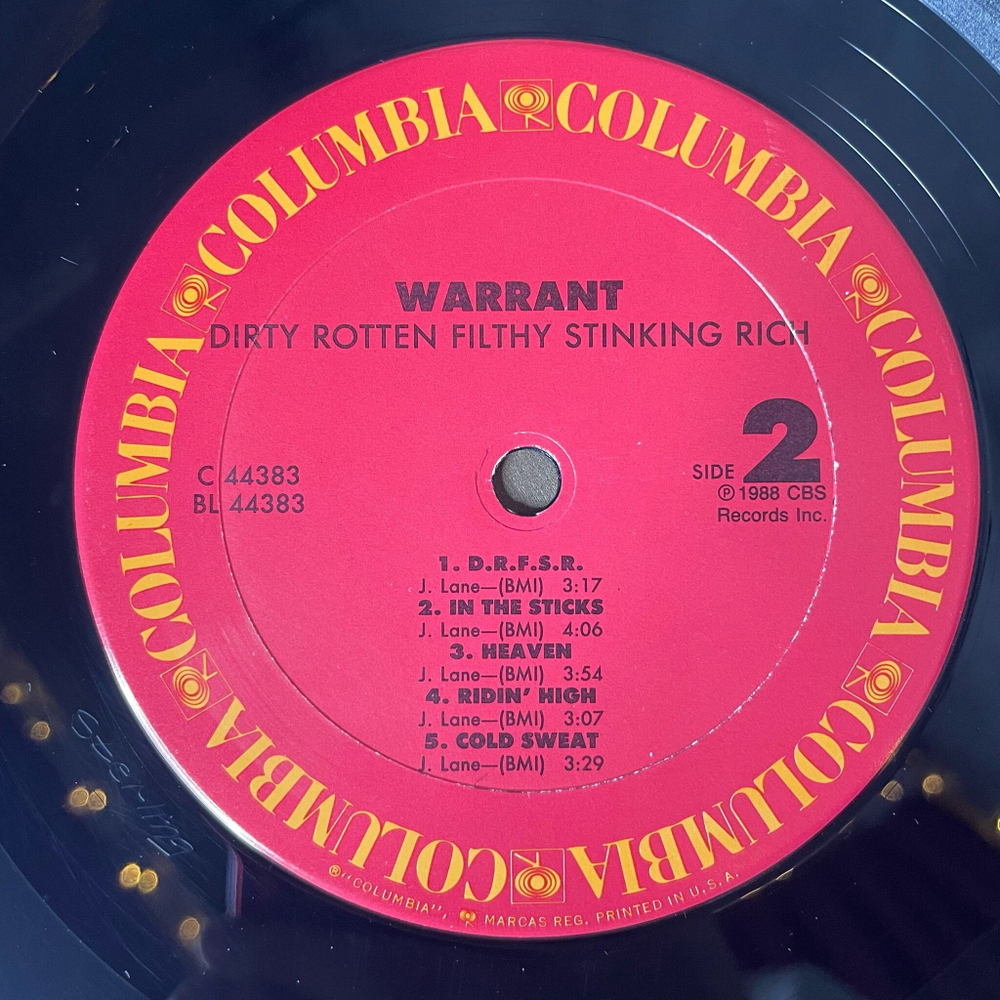 COLUMBIA COLUMBIA COLUMBIA COLUMBIA COLUMBIA COLUMBIA
WARRANT
DIRTY ROTTEN FILTHY STINKING RICH
C 44383
BL 44383
SIDE 2
℗ 1988 CBS
Records Inc.
1. D.R.F.S.R.
J. Lane—(BMI) 3:17
2. IN THE STICKS
J. Lane—(BMI) 4:06
3. HEAVEN
J. Lane—(BMI) 3:54
4. RIDIN' HIGH
J. Lane—(BMI) 3:07
5. COLD SWEAT
J. Lane—(BMI) 3:29
®"COLUMBIA", MARCAS REG. PRINTED IN U.S.A.